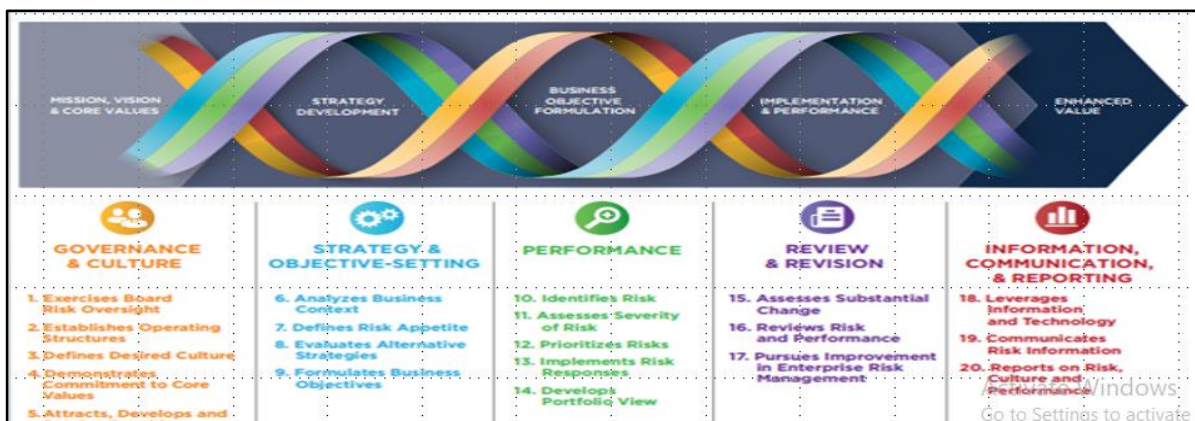 MISSION, VISION
& CORE VALUES
STRATEGY
DEVELOPMENT
BUSINESS
OBJECTIVE
FORMULATION
IMPLEMENTATION
& PERFORMANCE
ENHANCED
VALUE
GOVERNANCE
& CULTURE
1. Exercises Board
Risk Oversight
2. Establishes Operating
Structures
3. Defines Desired Culture
4. Demonstrates
Commitment to Core
Values
5. Attracts, Develops and
STRATEGY &
OBJECTIVE-SETTING
6. Analyzes Business
Context
7. Defines Risk Appetite
8. Evaluates Alternative
Strategies
9. Formulates Business
Objectives
PERFORMANCE
10. Identifies Risk
11. Assesses Severity
of Risk
12. Prioritizes Risks
13. Implements Risk
Responses
14. Develops
Portfolio View
REVIEW
& REVISION
15. Assesses Substantial
Change
16. Reviews Risk
and Performance
17. Pursues Improvement
in Enterprise Risk
Management
INFORMATION,
COMMUNICATION,
& REPORTING
18. Leverages
Information
and Technology
19. Communicates
Risk Information
20. Reports on Risk,
Culture and
Performance
Activate Windows
Go to Settings to activate